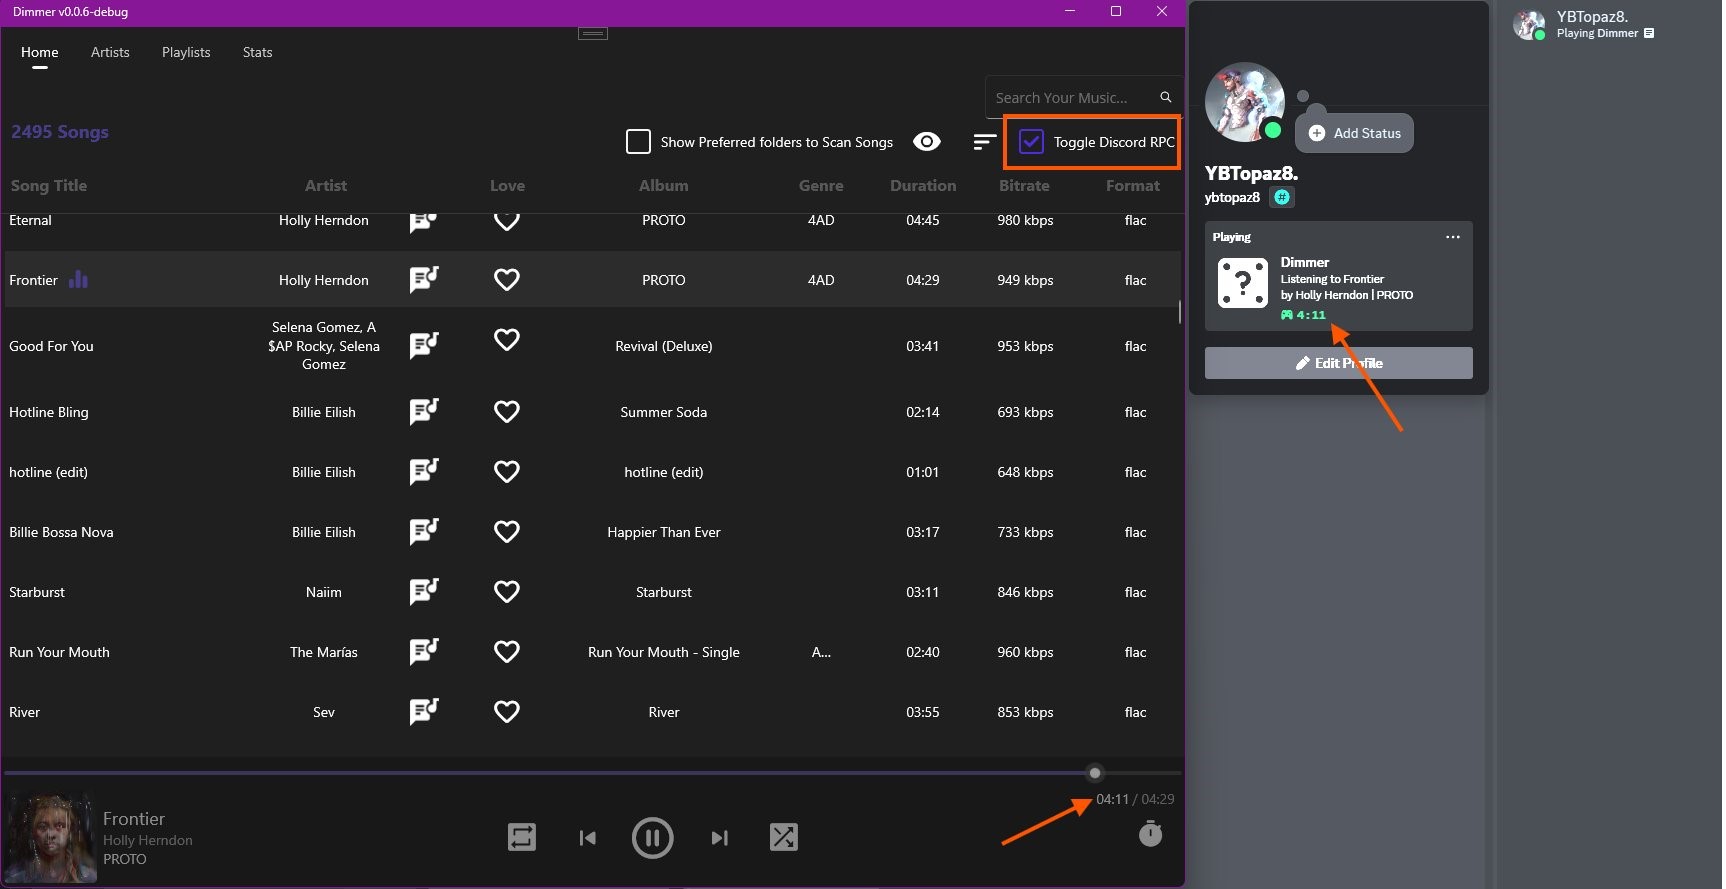 Dimmer v0.0.6-debug
Home Artists Playlists Stats
Search Your Music...
2495 Songs
Show Preferred folders to Scan Songs
Toggle Discord RPC
Song Title Artist Love Album Genre Duration Bitrate Format
Eternal Holly Herndon PROTO 4AD 04:45 980 kbps flac
Frontier Holly Herndon PROTO 4AD 04:29 949 kbps flac
Good For You Selena Gomez, A
$AP Rocky, Selena
Gomez Revival (Deluxe) 03:41 953 kbps flac
Hotline Bling Billie Eilish Summer Soda 02:14 693 kbps flac
hotline (edit) Billie Eilish hotline (edit) 01:01 648 kbps flac
Billie Bossa Nova Billie Eilish Happier Than Ever 03:17 733 kbps flac
Starburst Naiim Starburst 03:11 846 kbps flac
Run Your Mouth The Marías Run Your Mouth - Single A... 02:40 960 kbps flac
River Sev River 03:55 853 kbps flac
04:11 / 04:29
Frontier
Holly Herndon
PROTO
Add Status
YBTopaz8.
ybtopaz8 #
Playing ...
?
Dimmer
Listening to Frontier
by Holly Herndon | PROTO
4:11
Edit Profile
YBTopaz8.
Playing Dimmer